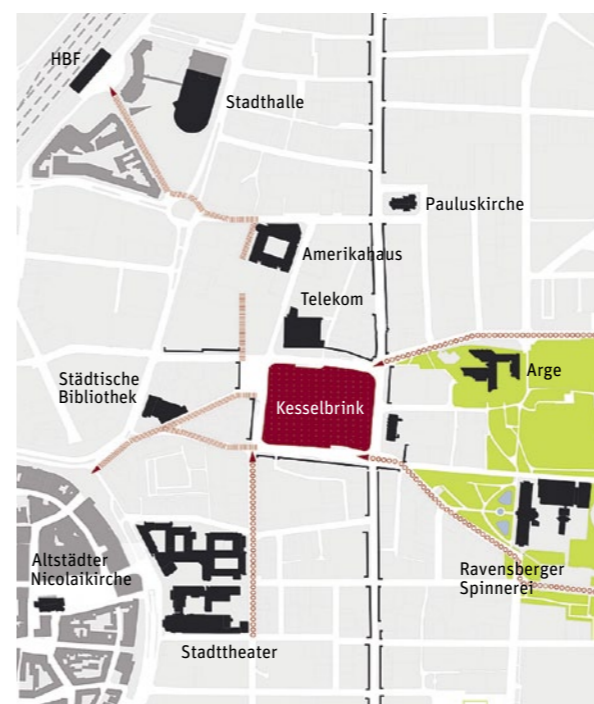 HBF
Stadthalle
Pauluskirche
Amerikahaus
Telekom
Arge
Städtische
Bibliothek
Kesselbrink
Altstädter
Nicolaikirche
Ravensberger
Spinnerei
Stadttheater